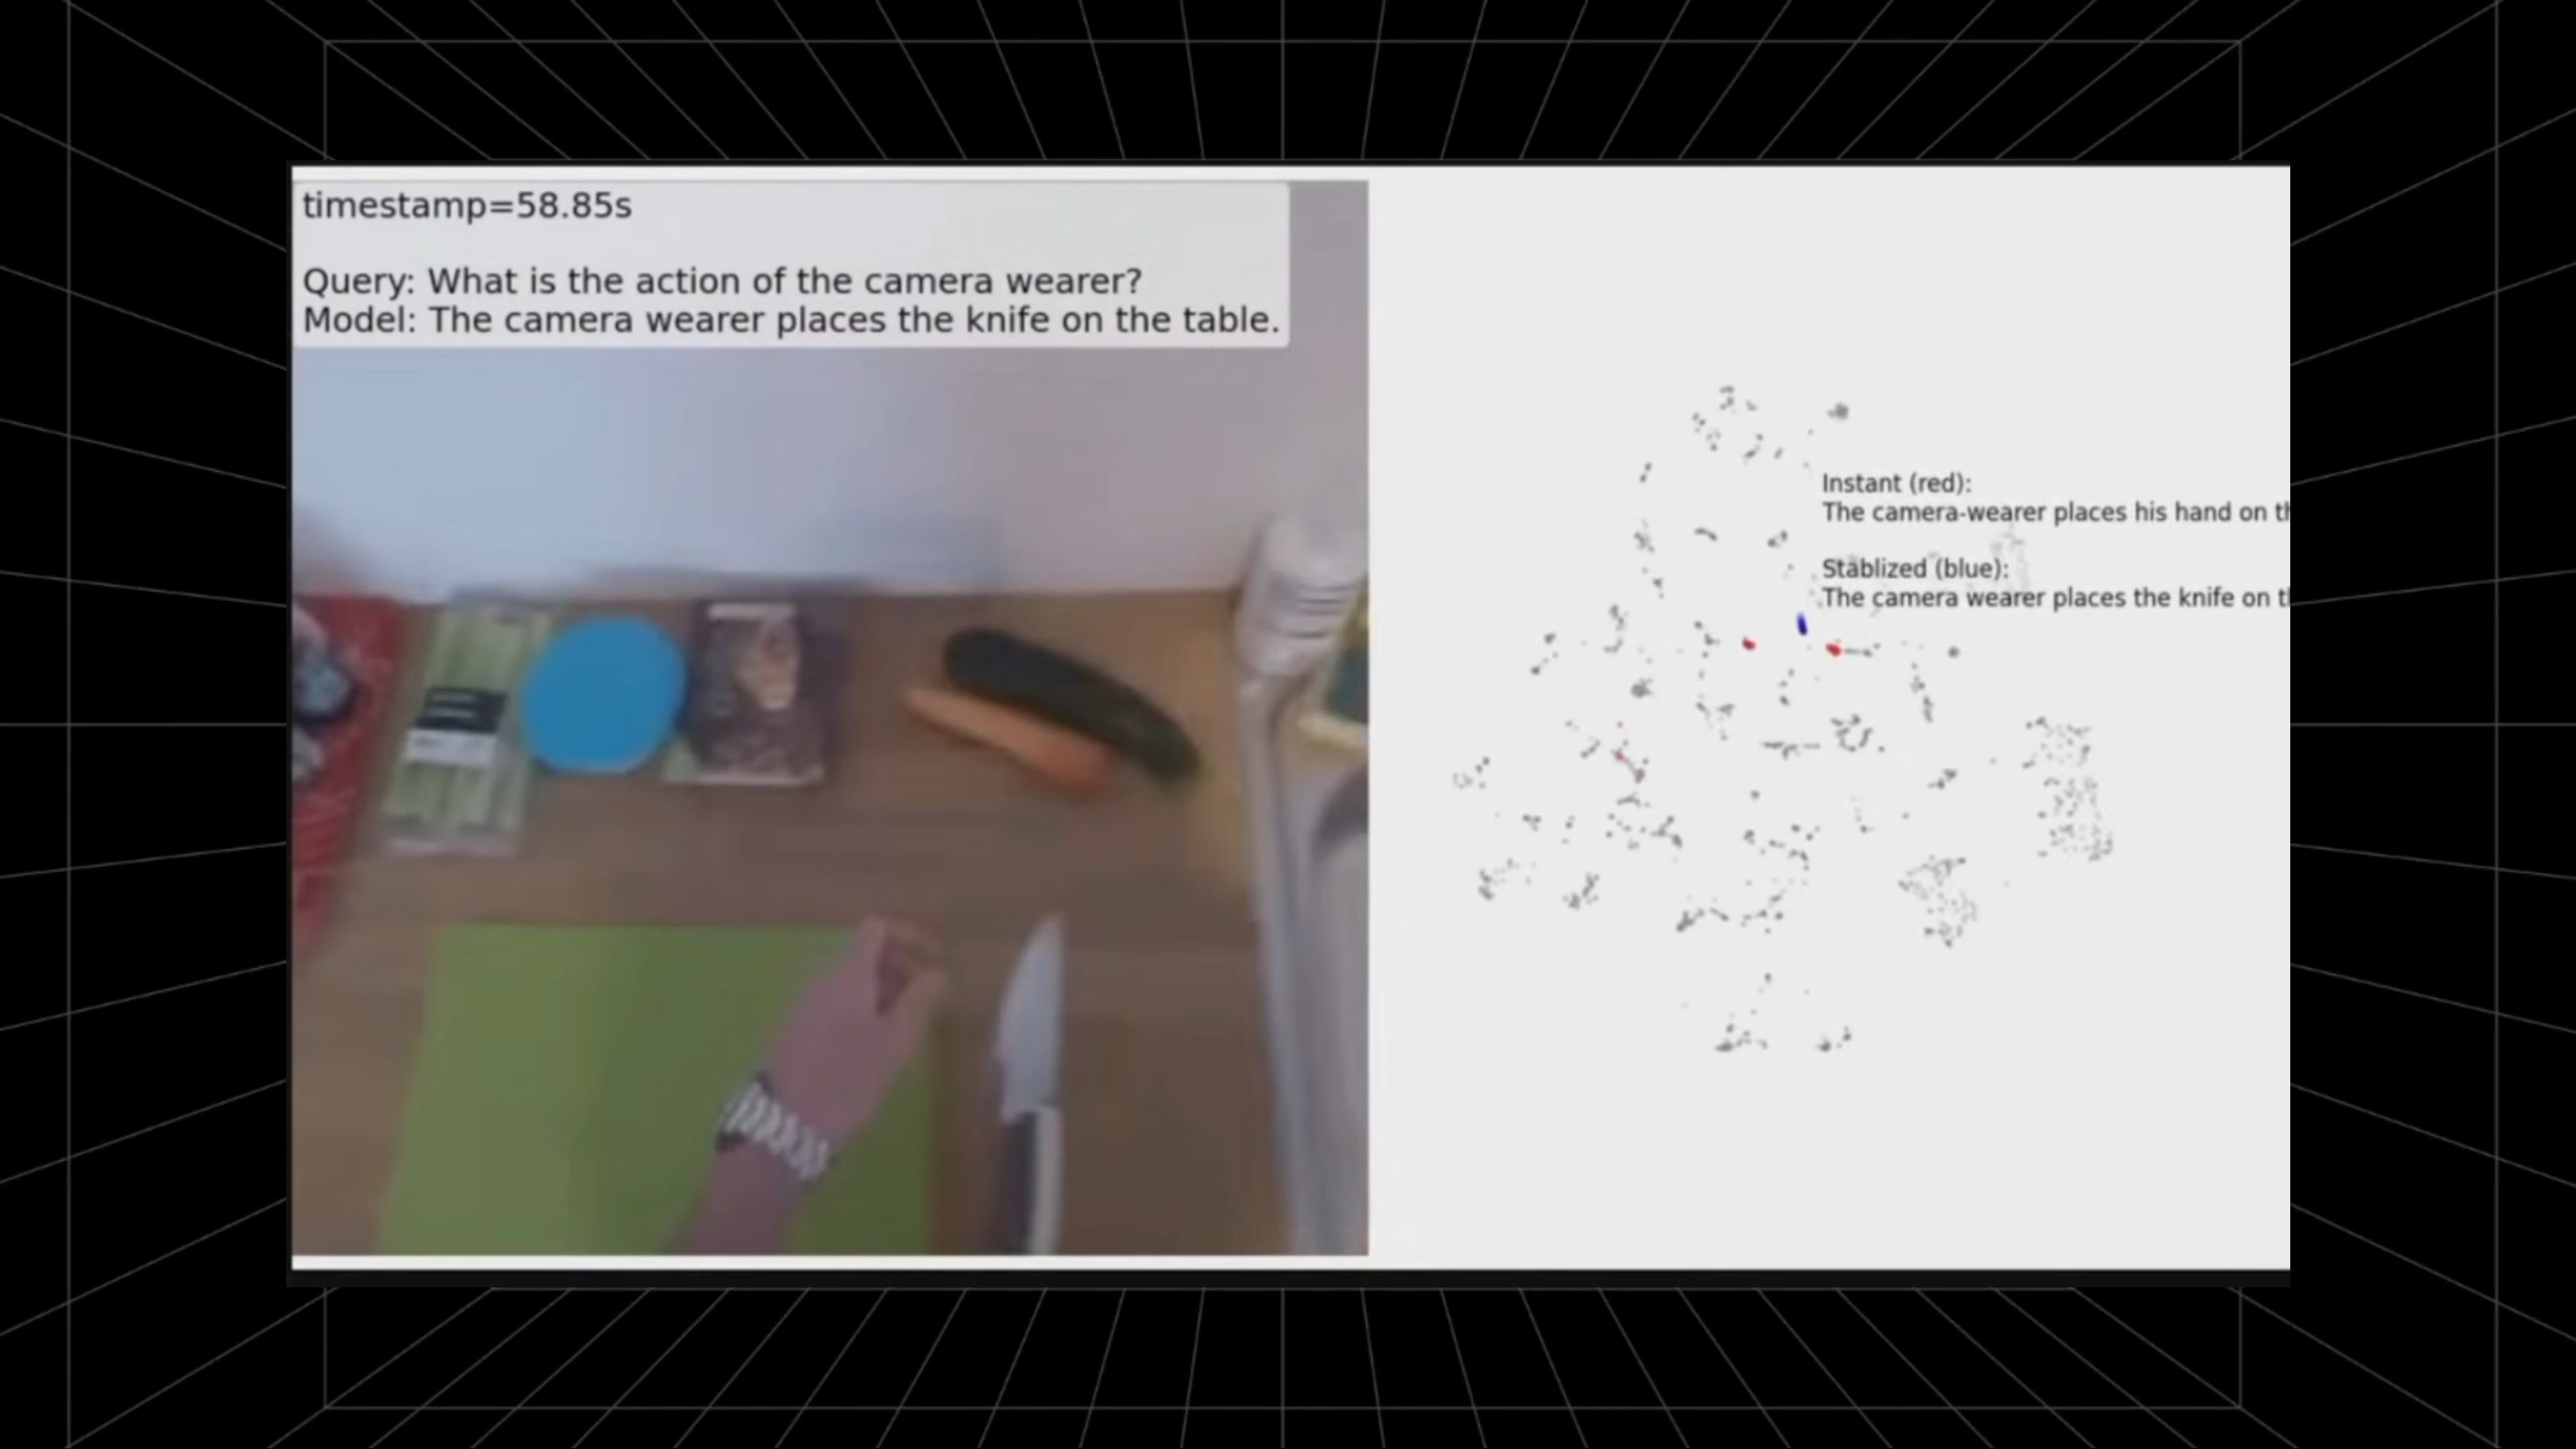 timestamp=58.85s
Query: What is the action of the camera wearer?
Model: The camera wearer places the knife on the table.
Instant (red):
The camera-wearer places his hand on th
Stablized (blue):
The camera wearer places the knife on tl